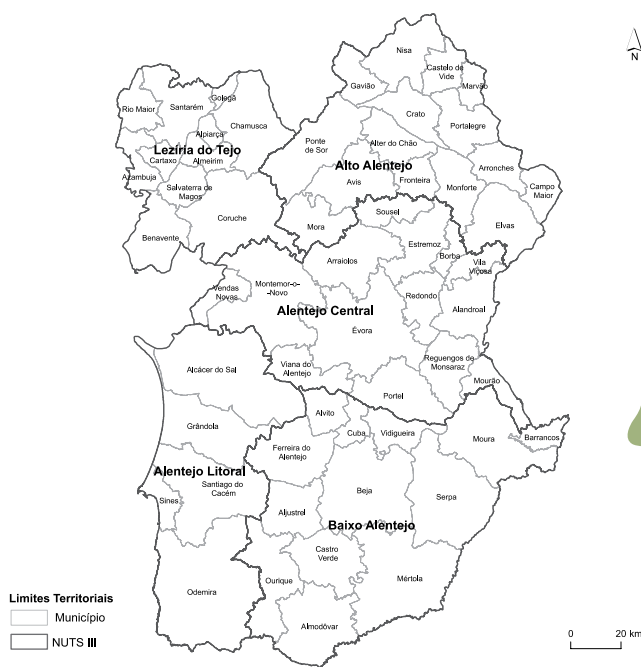 N
Nisa
Castelo de
Vide
Marvão
Gavião
Golegã
Rio Maior
Santarém
Chamusca
Crato
Portalegre
Alpiarça
Ponte
de Sor
Alter do Chão
Lezíria do Tejo
Cartaxo
Almeirim
Alto Alentejo
Arronches
Azambuja
Avis
Fronteira
Monforte
Campo
Maior
Salvaterra de
Magos
Sousel
Coruche
Mora
Elvas
Benavente
Estremoz
Borba
Arraiolos
Vila
Viçosa
Vendas
Novas
Montemor-o-
-Novo
Redondo
Alandroal
Alentejo Central
Évora
Reguengos de
Monsaraz
Alcácer do Sal
Viana do
Alentejo
Mourão
Portel
Alvito
Grândola
Cuba
Vidigueira
Moura
Barrancos
Ferreira do
Alentejo
Alentejo Litoral
Santiago do
Cacém
Sines
Beja
Serpa
Aljustrel
Baixo Alentejo
Castro
Verde
Ourique
Mértola
Odemira
Almodôvar
Limites Territoriais
Município
NUTS III
0 20 km